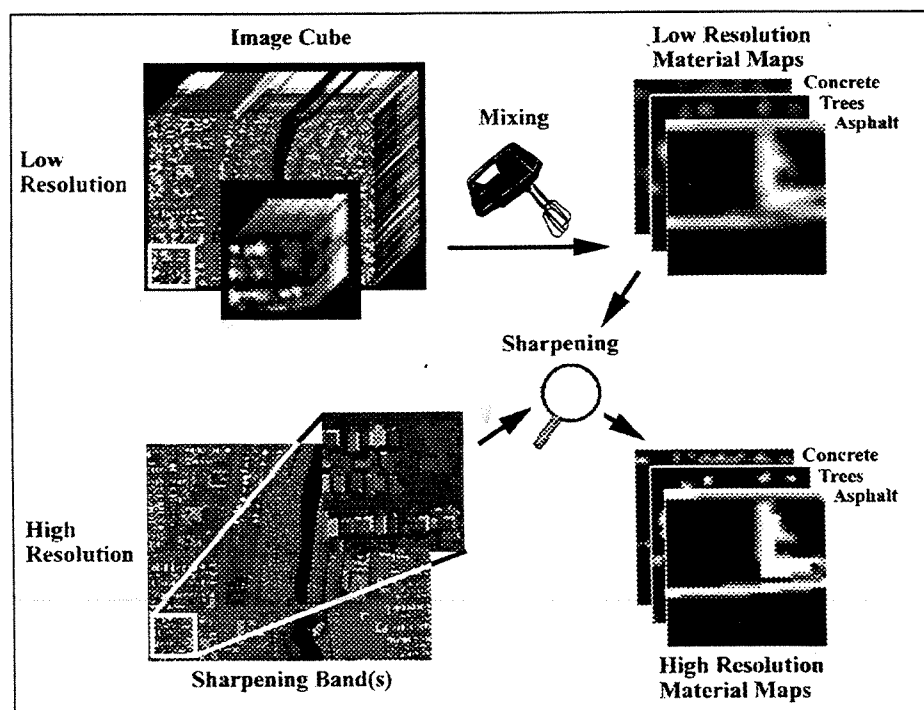 Image Cube
Low Resolution
Material Maps
Concrete
Trees
Asphalt
Mixing
Low
Resolution
Sharpening
Concrete
Trees
Asphalt
High
Resolution
Sharpening Band(s)
High Resolution
Material Maps